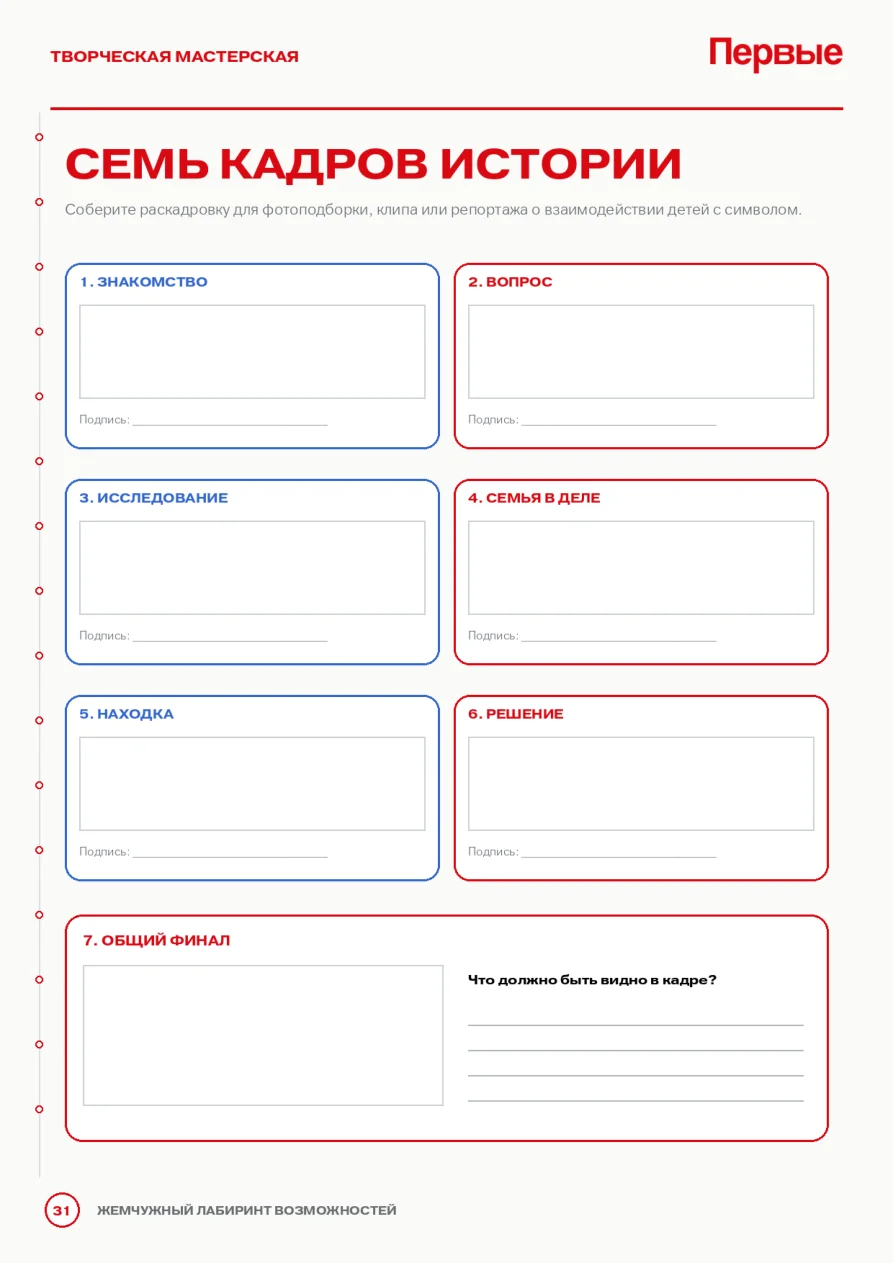 ТВОРЧЕСКАЯ МАСТЕРСКАЯ
Первые
СЕМЬ КАДРОВ ИСТОРИИ
Соберите раскадровку для фотоподборки, клипа или репортажа о взаимодействии детей с символом.
1. ЗНАКОМСТВО
Подпись:
2. ВОПРОС
Подпись:
3. ИССЛЕДОВАНИЕ
Подпись:
4. СЕМЬЯ В ДЕЛЕ
Подпись:
5. НАХОДКА
Подпись:
6. РЕШЕНИЕ
Подпись:
7. ОБЩИЙ ФИНАЛ
Что должно быть видно в кадре?
31
ЖЕМЧУЖНЫЙ ЛАБИРИНТ ВОЗМОЖНОСТЕЙ